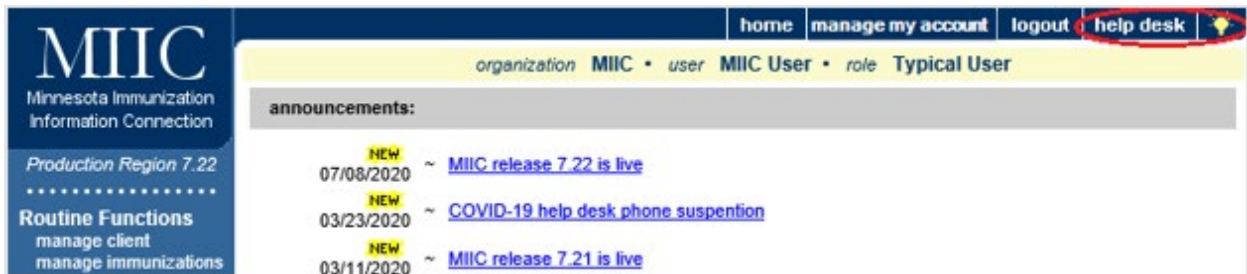 home manage my account logout help desk
MIIC
Minnesota Immunization
Information Connection
Production Region 7.22
Routine Functions
manage client
manage immunizations
organization MIIC • user MIIC User • role Typical User
announcements:
NEW
07/08/2020 ~ MIIC release 7.22 is live
NEW
03/23/2020 ~ COVID-19 help desk phone suspention
NEW
03/11/2020 ~ MIIC release 7.21 is live